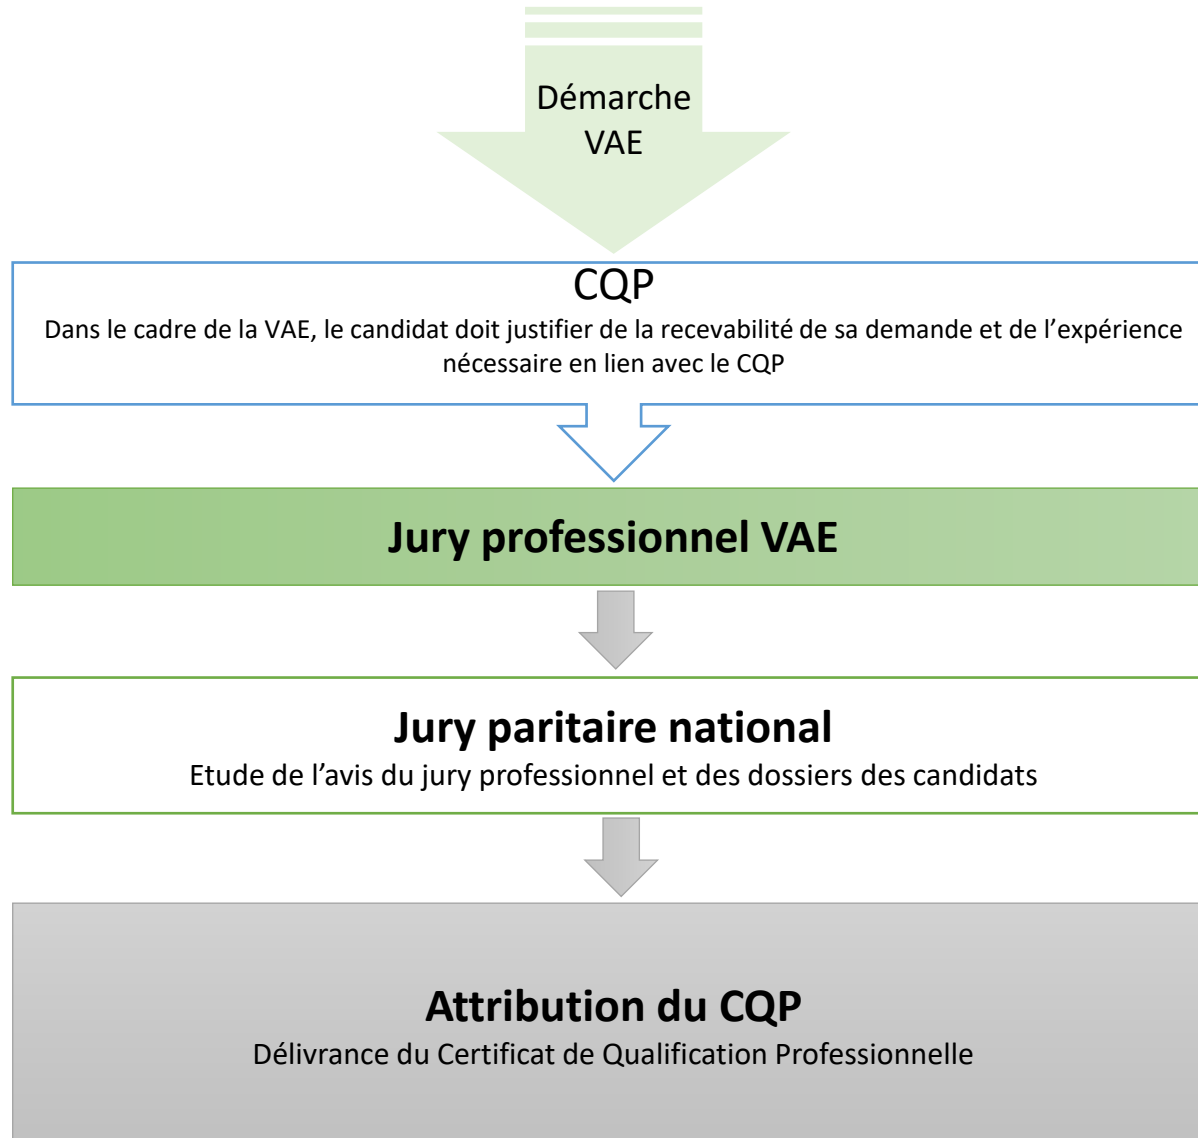 Démarche
VAE
CQP
Dans le cadre de la VAE, le candidat doit justifier de la recevabilité de sa demande et de l’expérience
nécessaire en lien avec le CQP
Jury professionnel VAE
Jury paritaire national
Etude de l’avis du jury professionnel et des dossiers des candidats
Attribution du CQP
Délivrance du Certificat de Qualification Professionnelle